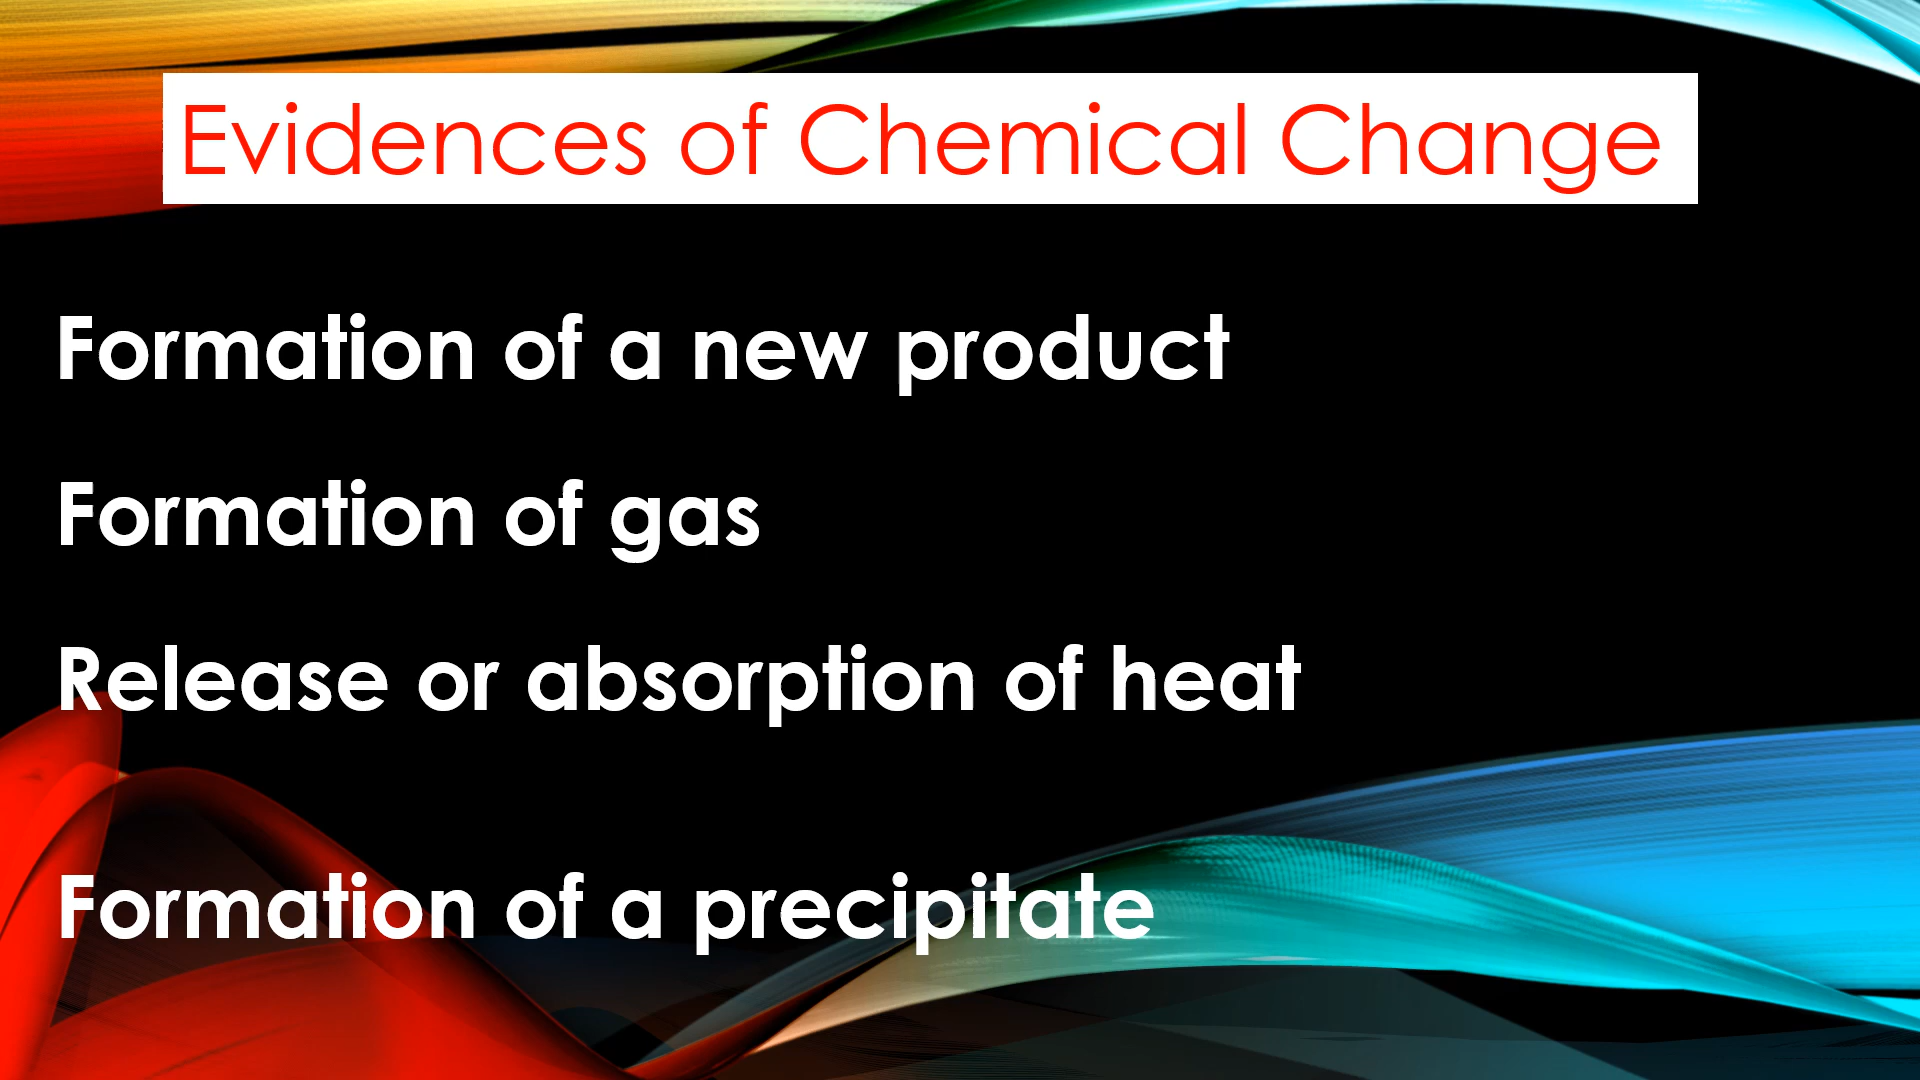 Evidences of Chemical Change
Formation of a new product
Formation of gas
Release or absorption of heat
Formation of a precipitate